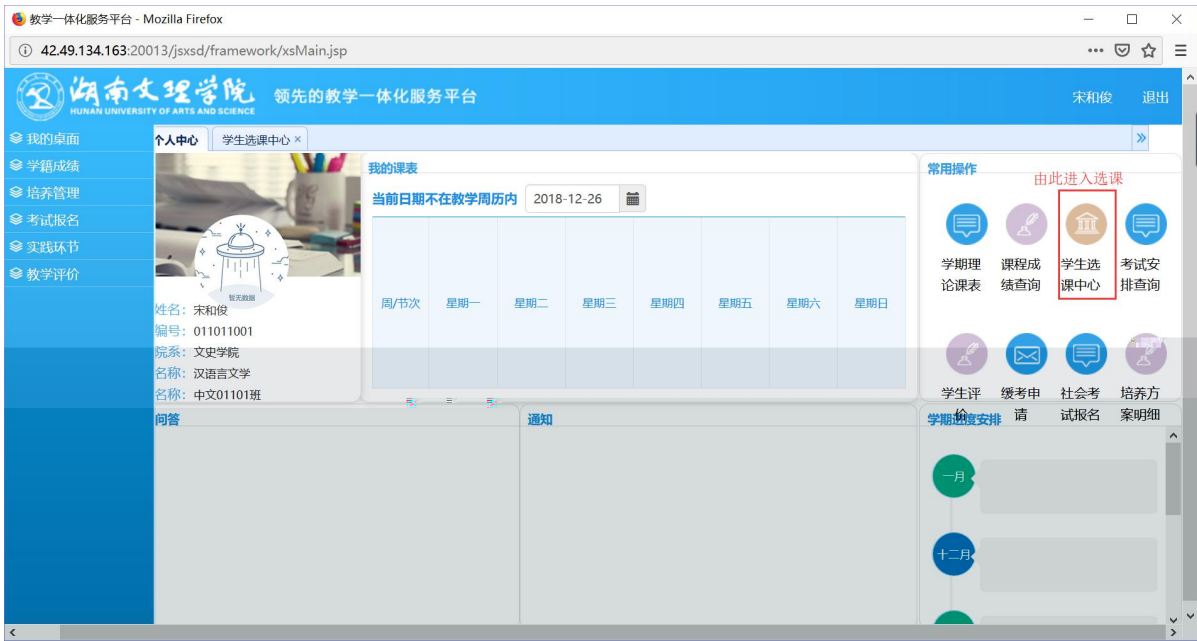 教学一体化服务平台 - Mozilla Firefox
42.49.134.163:20013/jsxsd/framework/xsMain.jsp
湖南文理学院
HUNAN UNIVERSITY OF ARTS AND SCIENCE
领先的教学一体化服务平台
宋和俊 退出
我的桌面
学籍成绩
培养管理
考试报名
实践环节
教学评价
个人中心 学生选课中心
暂无数据
姓名：宋和俊
编号：011011001
院系：文史学院
名称：汉语言文学
名称：中文01101班
我的课表
当前日期不在教学周历内 2018-12-26
周/节次 星期一 星期二 星期三 星期四 星期五 星期六 星期日
常用操作
由此进入选课
学期理论课表
课程成绩查询
学生选课中心
考试安排查询
学生评价
缓考申请
社会考试报名
培养方案明细
问答
通知
学期进度安排
一月
十二月